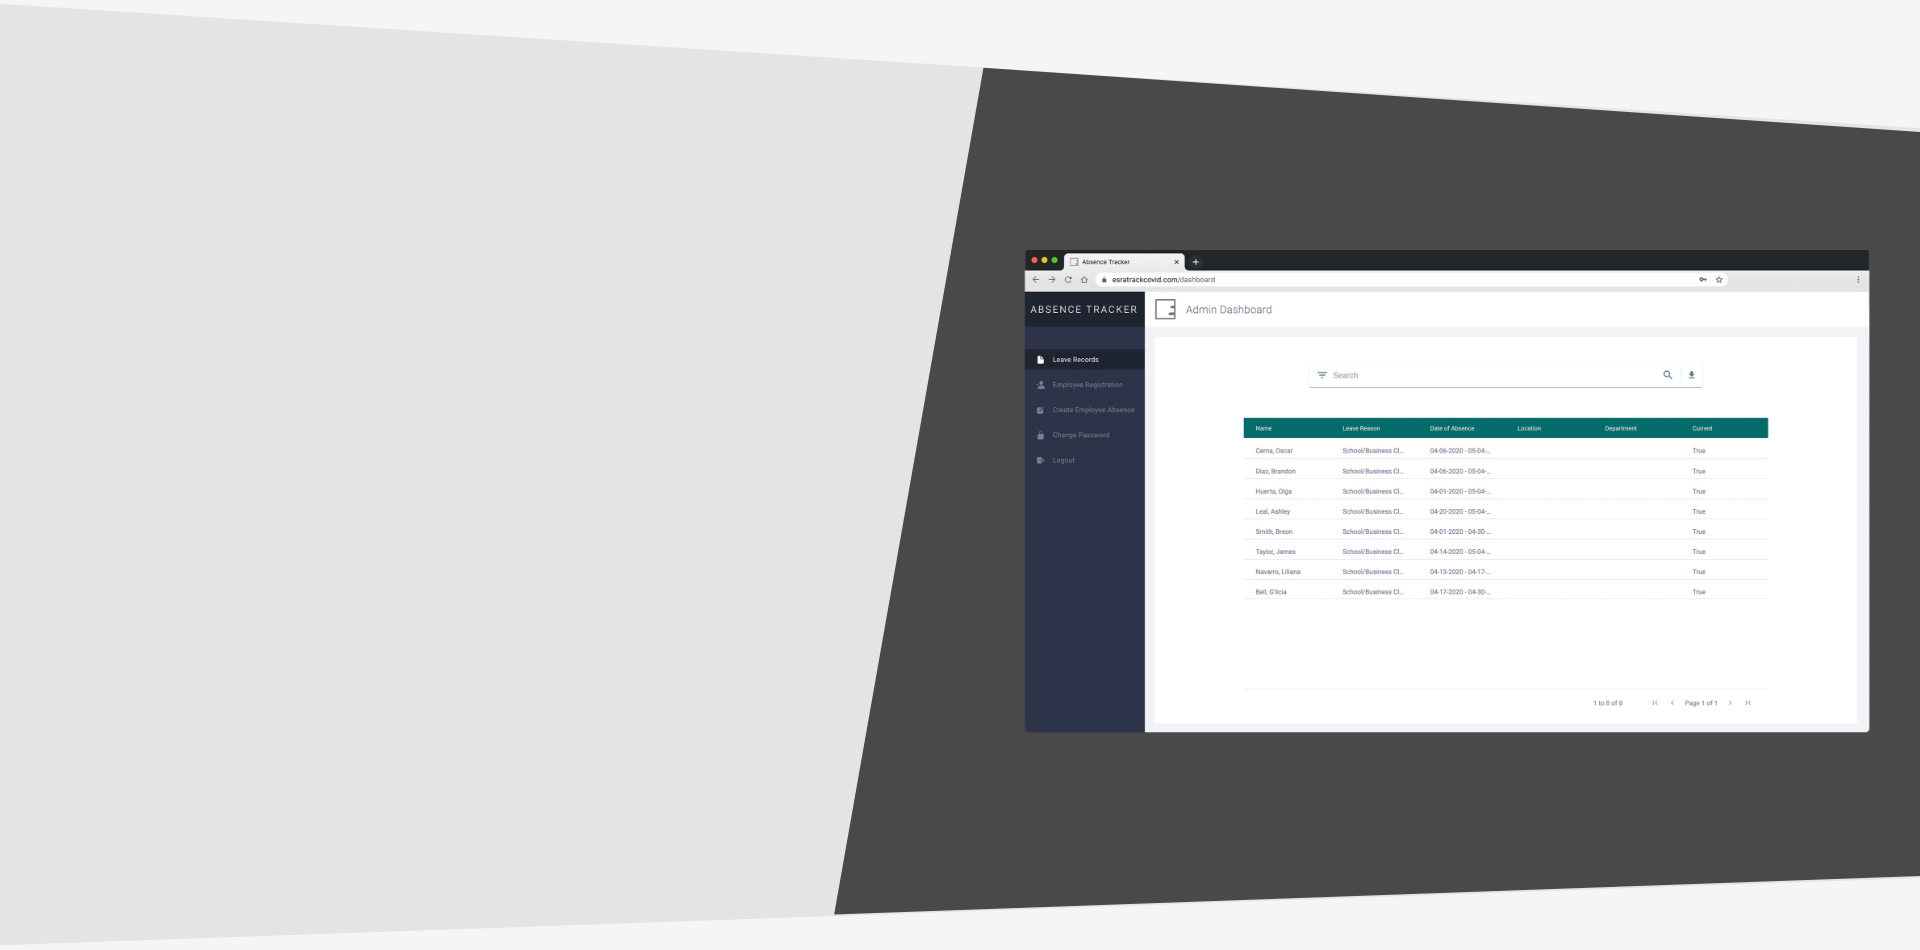 Absence Tracker
esratrackcovid.com/dashboard
ABSENCE TRACKER
Admin Dashboard
Leave Records
Employee Registration
Create Employee Absence
Change Password
Logout
Search
Name Leave Reason Date of Absence Location Department Current
Cerna, Oscar School/Business Cl... 04-06-2020 - 05-04-... True
Diaz, Brandon School/Business Cl... 04-06-2020 - 05-04-... True
Huerta, Olga School/Business Cl... 04-01-2020 - 05-04-... True
Leal, Ashley School/Business Cl... 04-20-2020 - 05-04-... True
Smith, Breon School/Business Cl... 04-01-2020 - 04-30-... True
Taylor, James School/Business Cl... 04-14-2020 - 05-04-... True
Navarro, Liliana School/Business Cl... 04-13-2020 - 04-17-... True
Bell, G'licia School/Business Cl... 04-17-2020 - 04-30-... True
1 to 8 of 8 Page 1 of 1